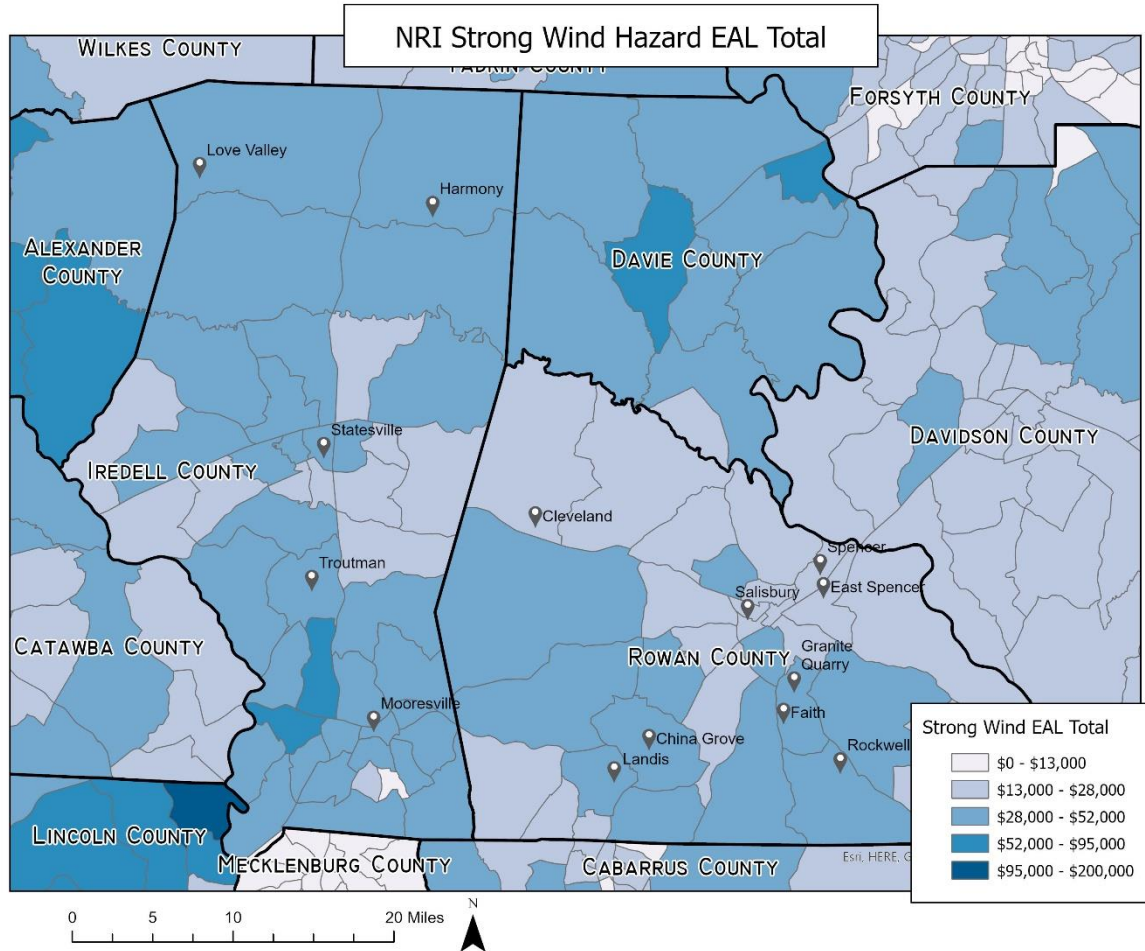 NRI Strong Wind Hazard EAL Total
WILKES COUNTY
COUNTY
FORSYTH COUNTY
Love Valley
Harmony
ALEXANDER
COUNTY
DAVIE COUNTY
Statesville
IREDELL COUNTY
DAVIDSON COUNTY
Cleveland
Troutman
Spencer
East Spencer
Salisbury
CATAWBA COUNTY
ROWAN COUNTY
Granite
Quarry
Mooresville
Faith
China Grove
Landis
Rockwell
LINCOLN COUNTY
MECKLENBURG COUNTY
CABARRUS COUNTY
Esri, HERE, G
Strong Wind EAL Total
$0 - $13,000
$13,000 - $28,000
$28,000 - $52,000
$52,000 - $95,000
$95,000 - $200,000
0 5 10 20 Miles
N